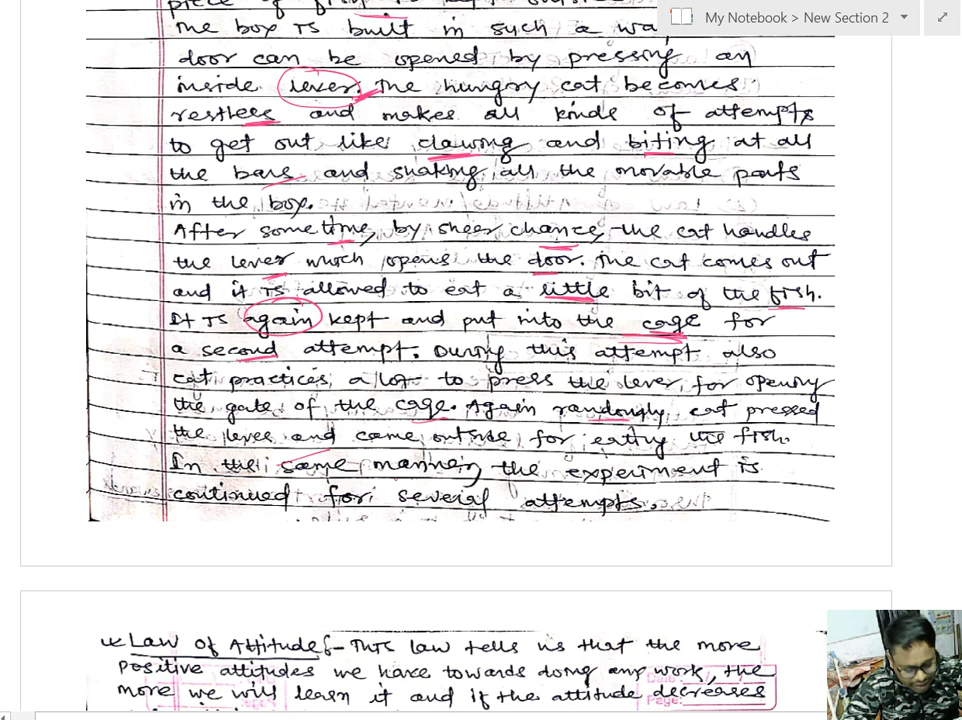 My Notebook > New Section 2
piece of
The box is built in such a wa
door can be opened by pressing an
inside lever. The hungry cat becomes
restless and makes all kinde of attempts
to get out like clawing and biting at all
the bars and shaking all the movable parts
in the box.
After some time, by sheer chance, the cat handles
the lever which opens the door. The cat comes out
and it is allowed to eat a little bit of the fish.
It is again kept and put into the cage for
a second attempt. During this attempt also
cat practices a lot to press the lever, for opening
the gate of the cage. Again randomly, cat pressed
the lever and came outside for eating the fish.
In the same manner, the experiment is
continued for several attempts.
Law of Attitude:- This law tells us that the more
positive attitudes we have towards doing any work, the
more we will learn it and if the attitude decreases
Page: